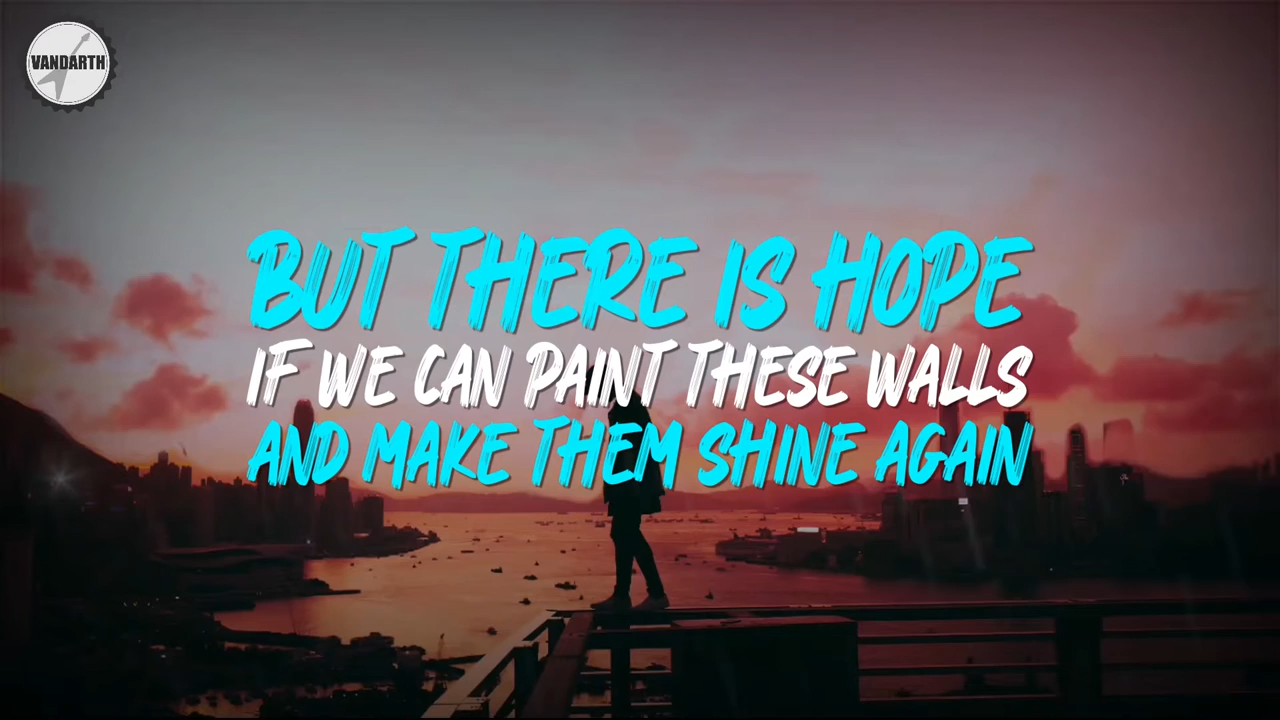 VANDARTH
BUT THERE IS HOPE
IF WE CAN PAINT THESE WALLS
AND MAKE THEM SHINE AGAIN